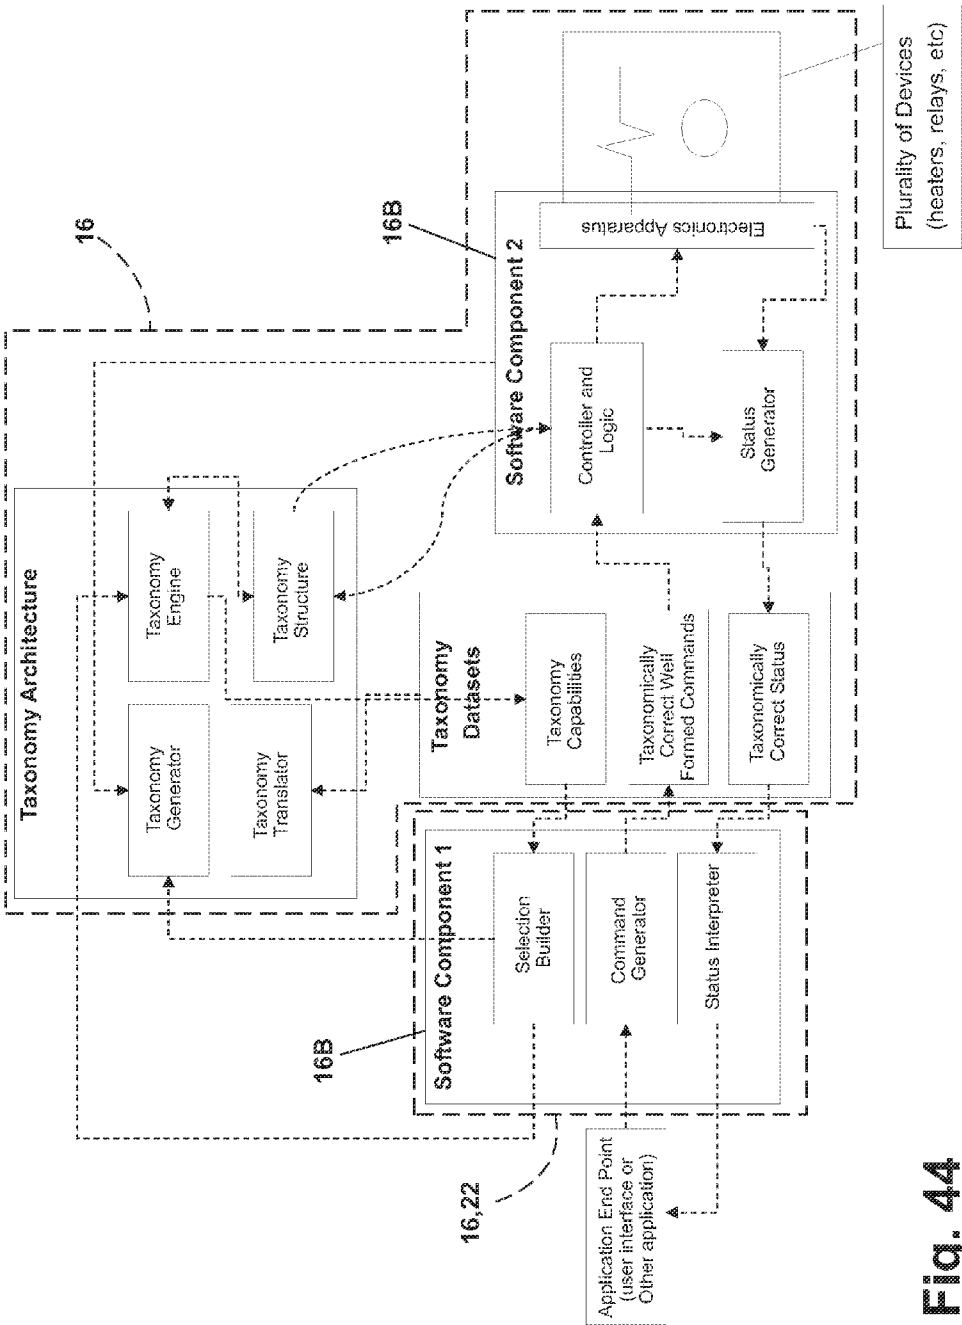 16
Taxonomy Architecture
Taxonomy
Generator
Taxonomy
Engine
Taxonomy
Translator
Taxonomy
Structure
16B
Software Component 1
Selection
Builder
Command
Generator
Status Interpreter
16,22
Application End Point
(user interface or
Other application)
Taxonomy
Datasets
Taxonomy
Capabilities
Taxonomically
Correct Well
Formed Commands
Taxonomically
Correct Status
16B
Software Component 2
Controller and
Logic
Status
Generator
Electronics Apparatus
Plurality of Devices
(heaters, relays, etc)
Fig. 44